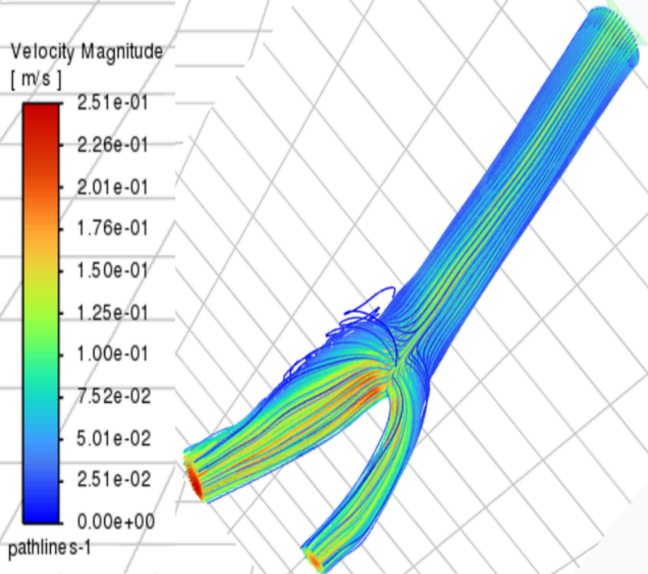 Velocity Magnitude
[ m/s ]
2.51e-01
2.26e-01
2.01e-01
1.76e-01
1.50e-01
1.25e-01
1.00e-01
7.52e-02
5.01e-02
2.51e-02
0.00e+00
pathlines-1